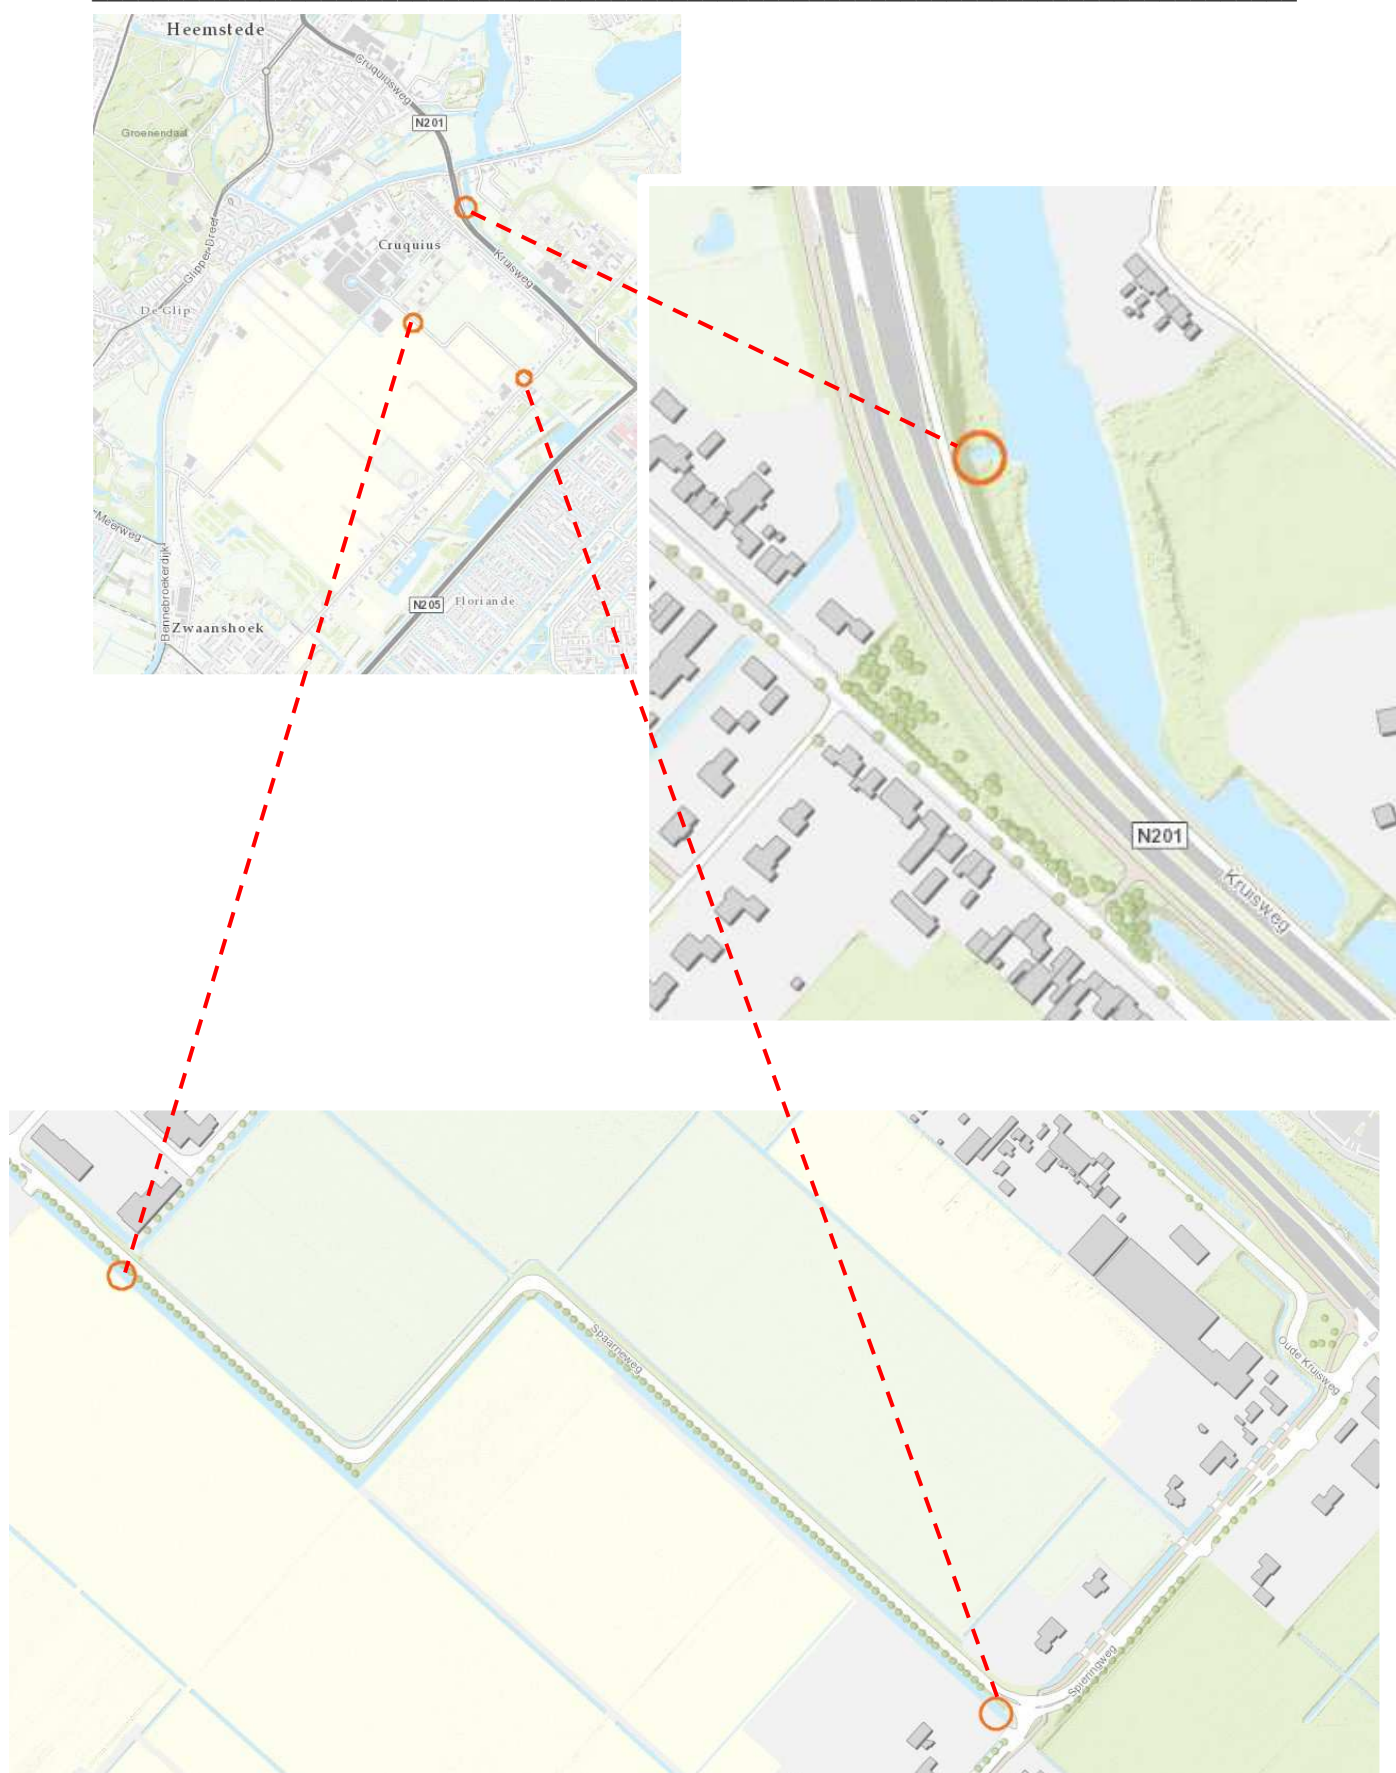 Heemstede
Cruquiusweg
N201
Groenendaal
Glipper-Dreef
Cruquius
Kruisweg
De Glip
Meerweg
Bennebroekerdijk
N205
Floriande
Zwaanshoek
N201
Kruisweg
Spaarneweg
Oude Kruisweg
Spieringweg